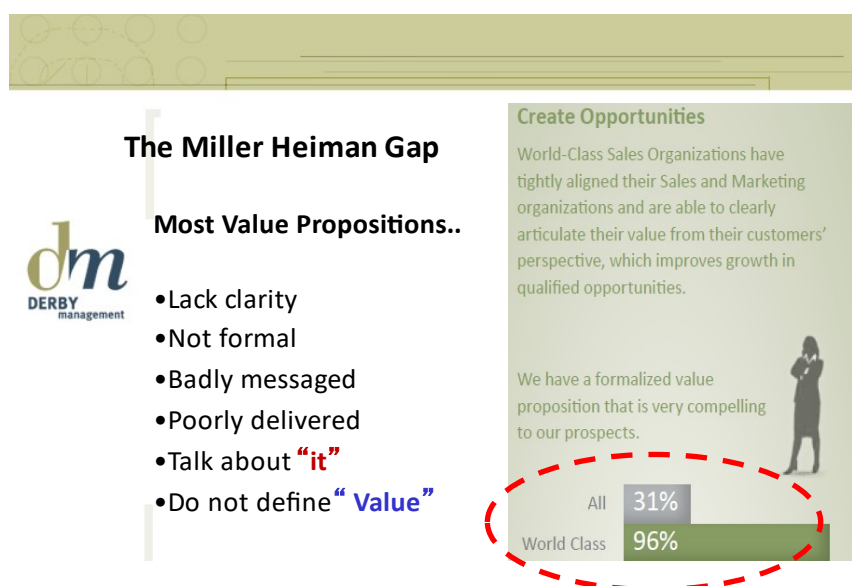 The Miller Heiman Gap
Most Value Propositions..
dm
DERBY
management
•Lack clarity
•Not formal
•Badly messaged
•Poorly delivered
•Talk about “it”
•Do not define “ Value”
Create Opportunities
World-Class Sales Organizations have
tightly aligned their Sales and Marketing
organizations and are able to clearly
articulate their value from their customers’
perspective, which improves growth in
qualified opportunities.
We have a formalized value
proposition that is very compelling
to our prospects.
All 31%
World Class 96%